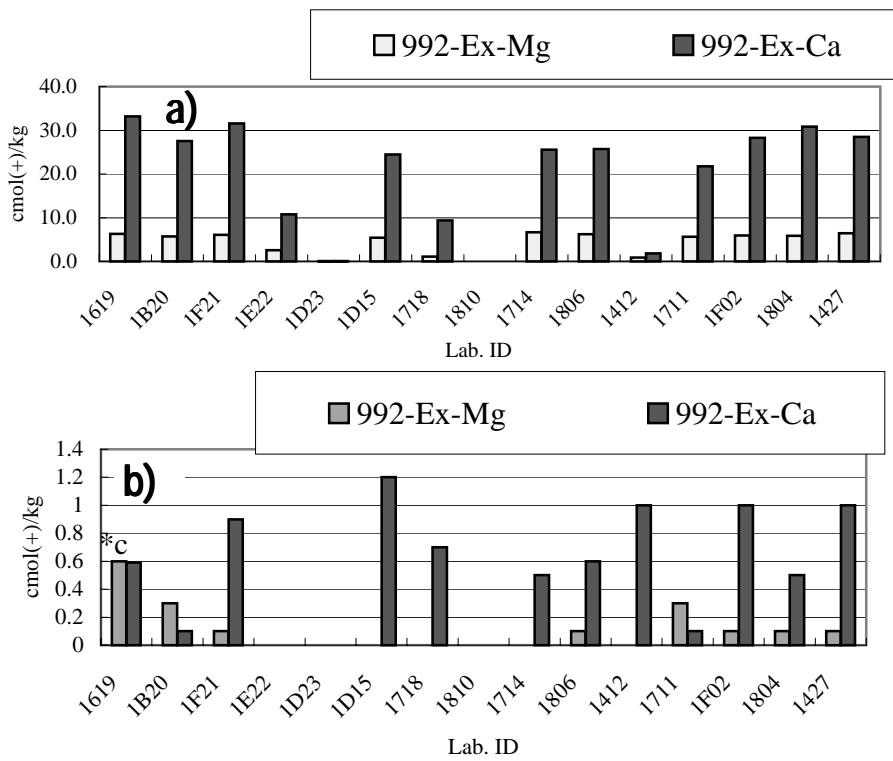 992-Ex-Mg 992-Ex-Ca
a)
40.0
30.0
20.0
10.0
0.0
cmol(+)/kg
1619 1B20 1F21 1E22 1D23 1D15 1718 1810 1714 1806 1412 1711 1F02 1804 1427
Lab. ID
992-Ex-Mg 992-Ex-Ca
b)
1.4
1.2
1
0.8
0.6
0.4
0.2
0
cmol(+)/kg
*c
1619 1B20 1F21 1E22 1D23 1D15 1718 1810 1714 1806 1412 1711 1F02 1804 1427
Lab. ID